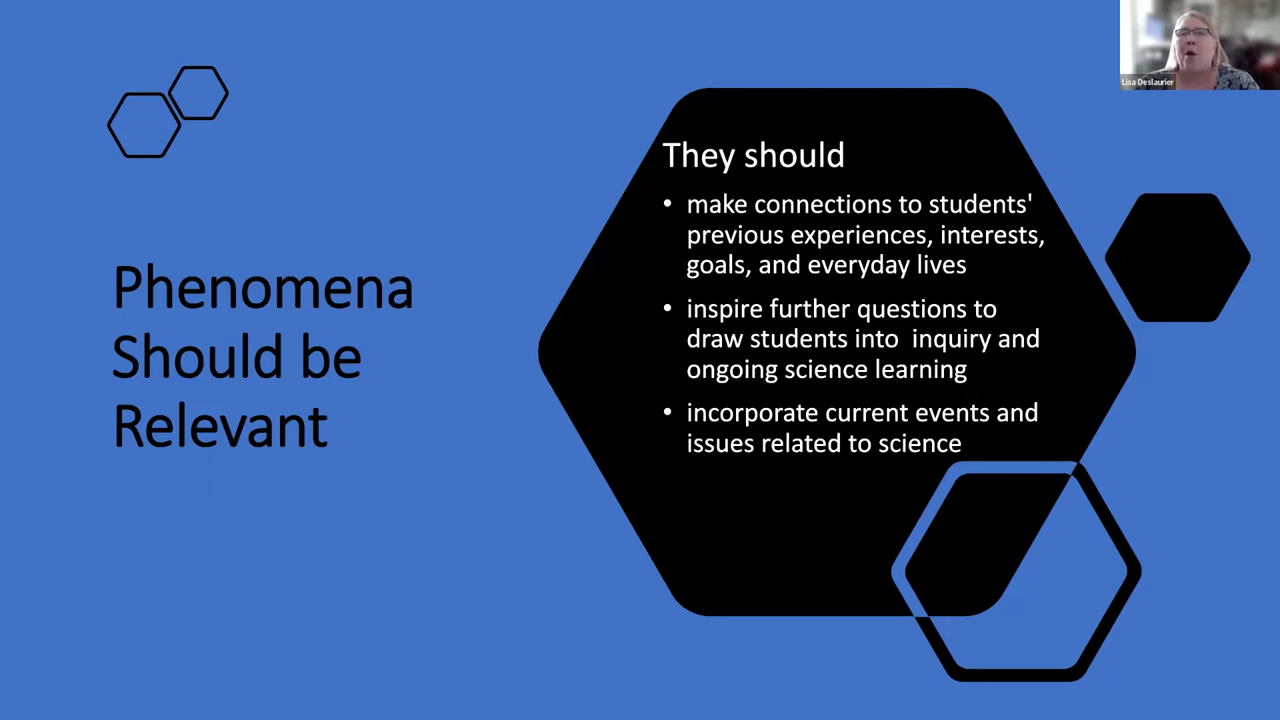 Phenomena
Should be
Relevant
They should
• make connections to students'
previous experiences, interests,
goals, and everyday lives
• inspire further questions to
draw students into  inquiry and
ongoing science learning
• incorporate current events and
issues related to science
Lisa Deslaurier